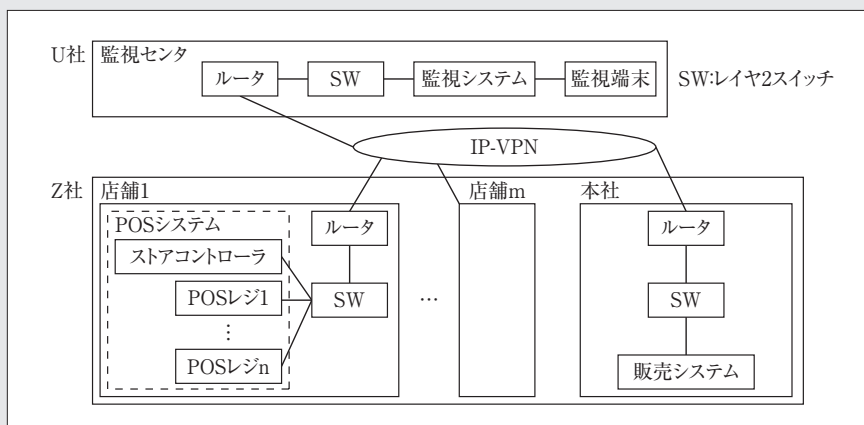 U社 監視センタ
ルータ SW 監視システム 監視端末 SW:レイヤ2スイッチ
IP-VPN
Z社 店舗1 店舗m 本社
POSシステム ルータ ルータ
ストアコントローラ
POSレジ1 SW … SW
⋮
POSレジn 販売システム